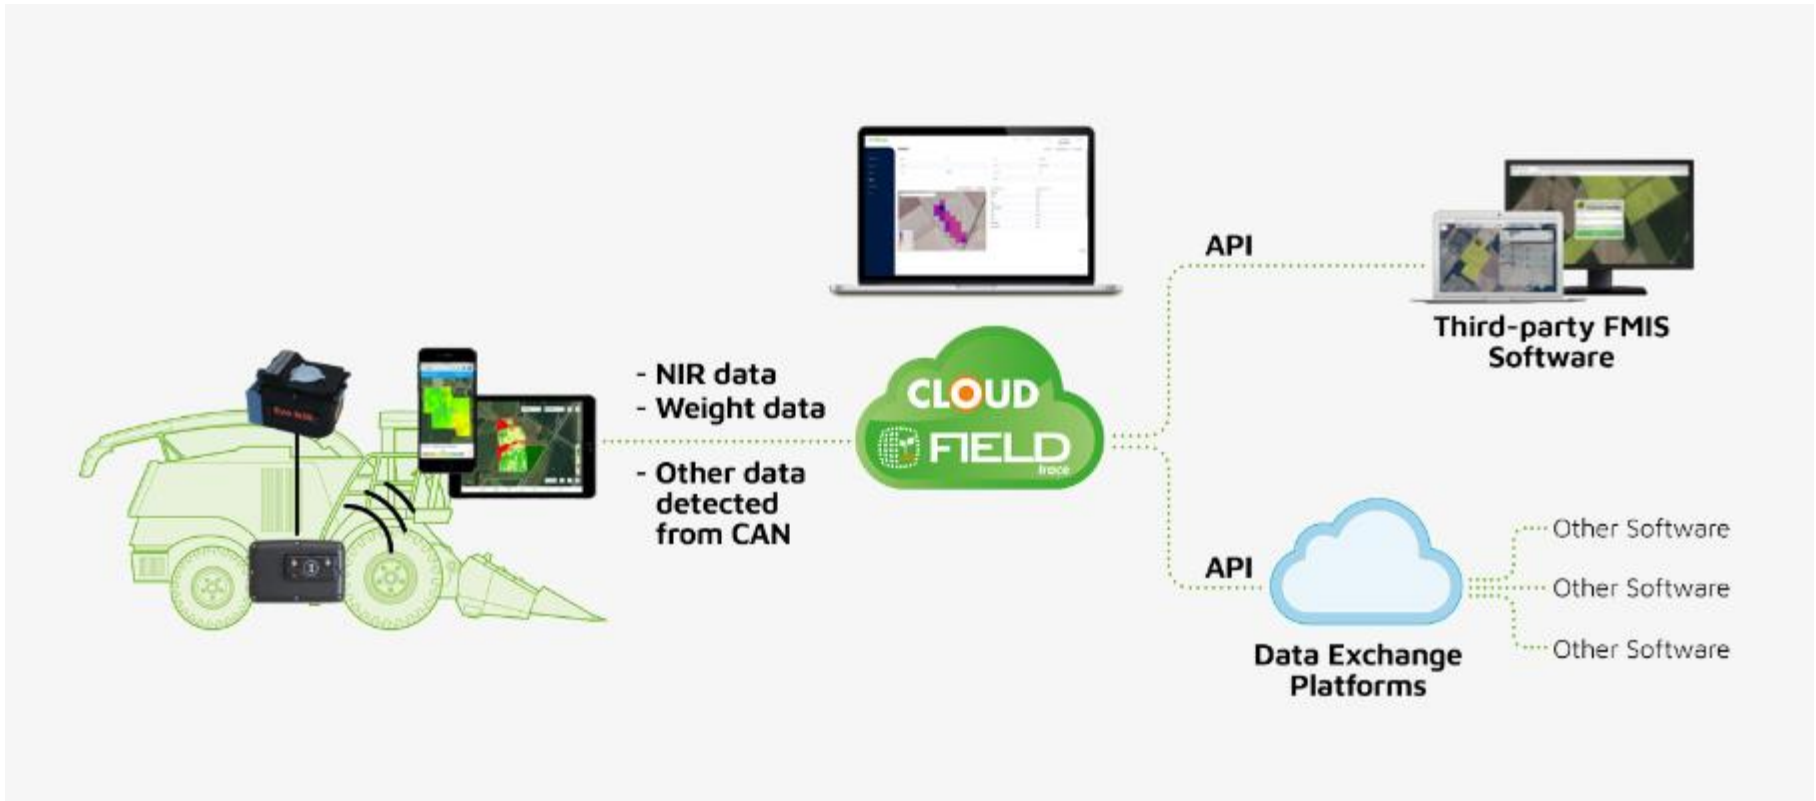 - NIR data
- Weight data
- Other data
detected
from CAN
CLOUD
FIELD
trace
API
Third-party FMIS
Software
API
Data Exchange
Platforms
Other Software
Other Software
Other Software